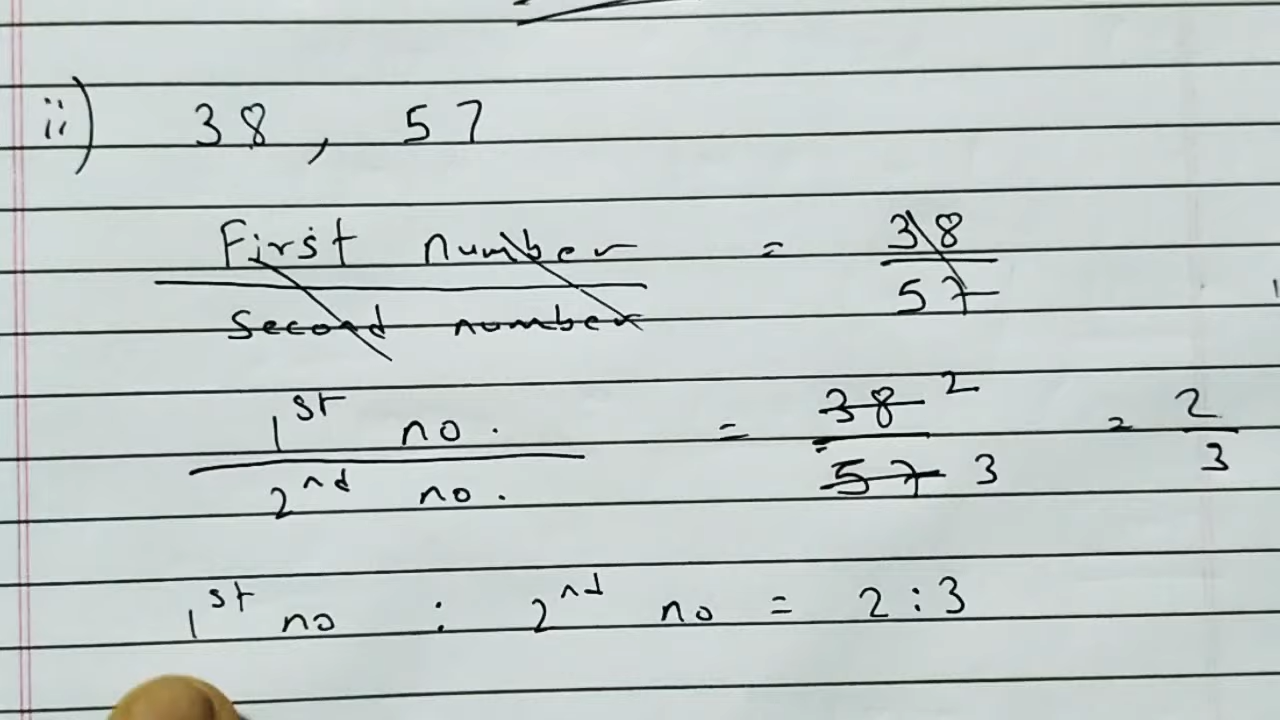 ii) 38, 57
First number = 38
Second number 57
1st no. = 38 2 = 2
2nd no. 57 3 3
1st no : 2nd no = 2:3